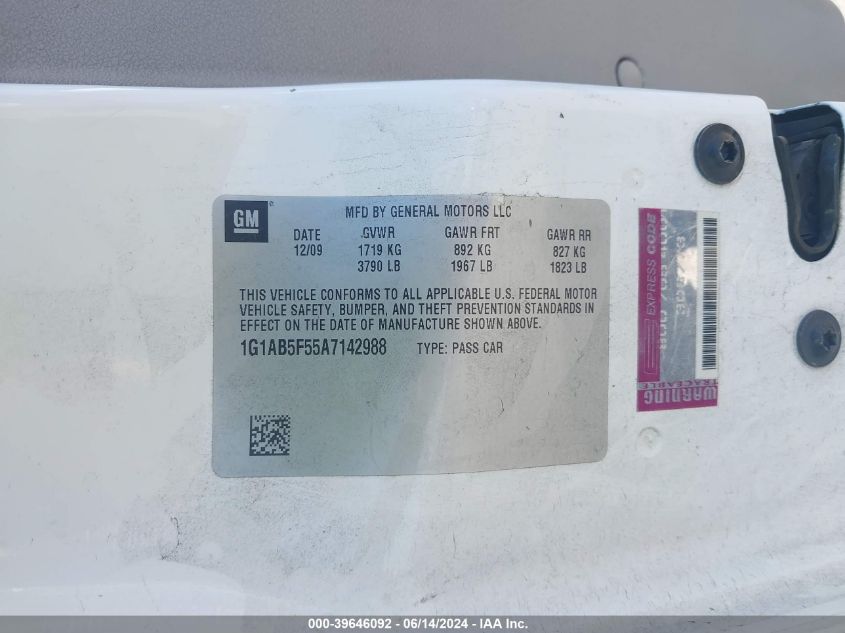 GM
MFD BY GENERAL MOTORS LLC
DATE GVWR GAWR FRT GAWR RR
12/09 1719 KG 892 KG 827 KG
3790 LB 1967 LB 1823 LB
THIS VEHICLE CONFORMS TO ALL APPLICABLE U.S. FEDERAL MOTOR
VEHICLE SAFETY, BUMPER, AND THEFT PREVENTION STANDARDS IN
EFFECT ON THE DATE OF MANUFACTURE SHOWN ABOVE.
1G1AB5F55A7142988 TYPE: PASS CAR
EXPRESS CODE
WARNING
TRACEABLE
000-39646092 / 06/14/2024 - IAA Inc.